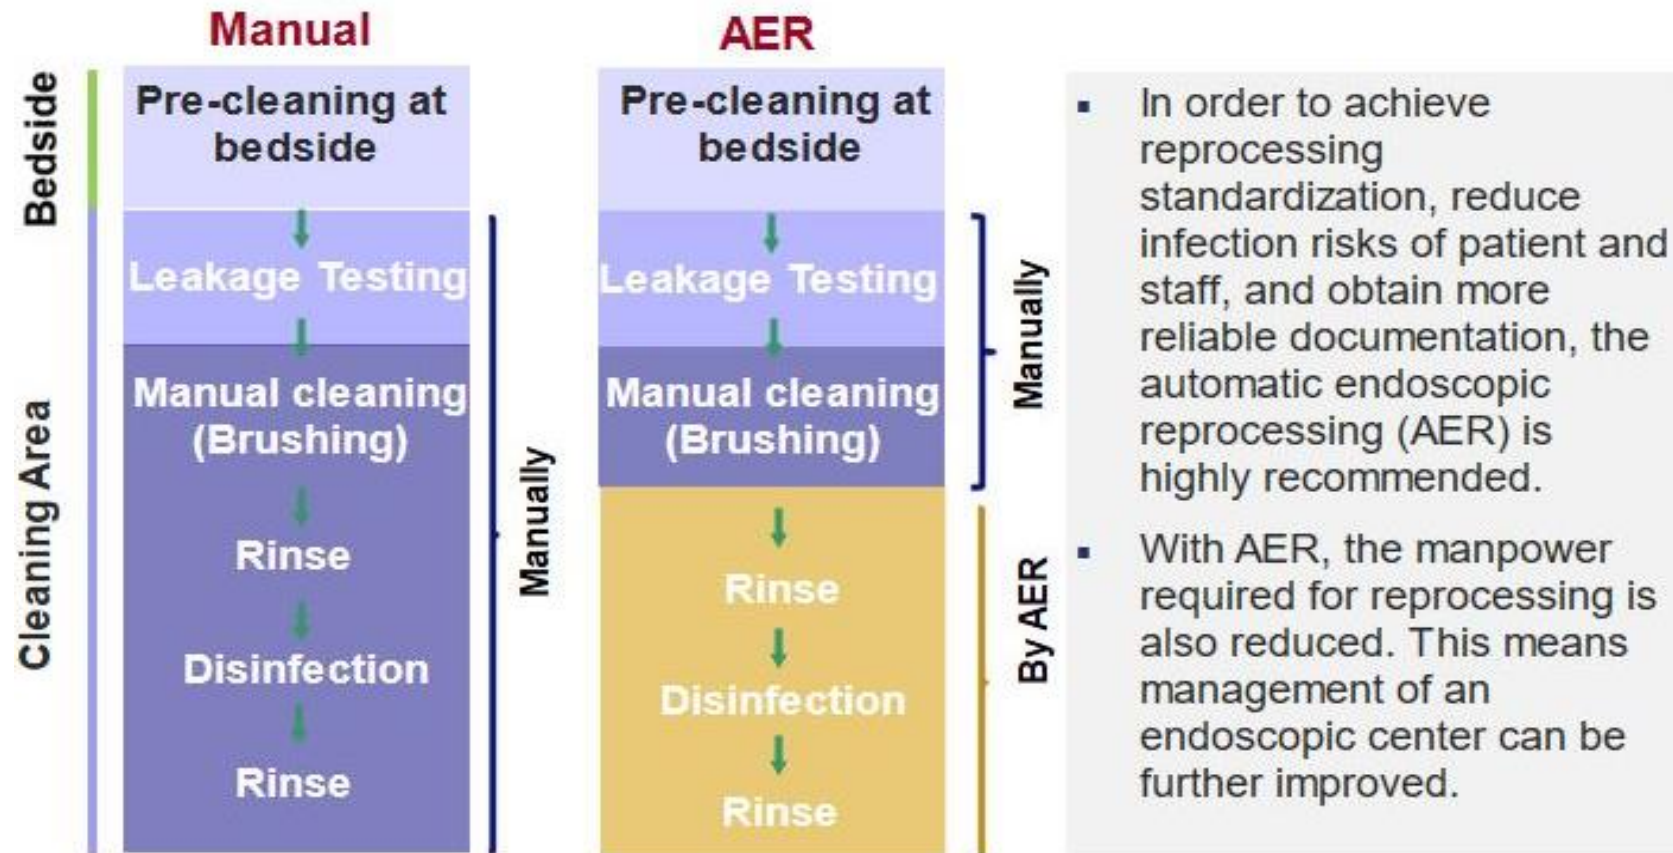 Manual
AER
Bedside
Cleaning Area
Pre-cleaning at
bedside
Leakage Testing
Manual cleaning
(Brushing)
Rinse
Disinfection
Rinse
Manually
Pre-cleaning at
bedside
Leakage Testing
Manual cleaning
(Brushing)
Rinse
Disinfection
Rinse
Manually
By AER
▪ In order to achieve
reprocessing
standardization, reduce
infection risks of patient and
staff, and obtain more
reliable documentation, the
automatic endoscopic
reprocessing (AER) is
highly recommended.
▪ With AER, the manpower
required for reprocessing is
also reduced. This means
management of an
endoscopic center can be
further improved.